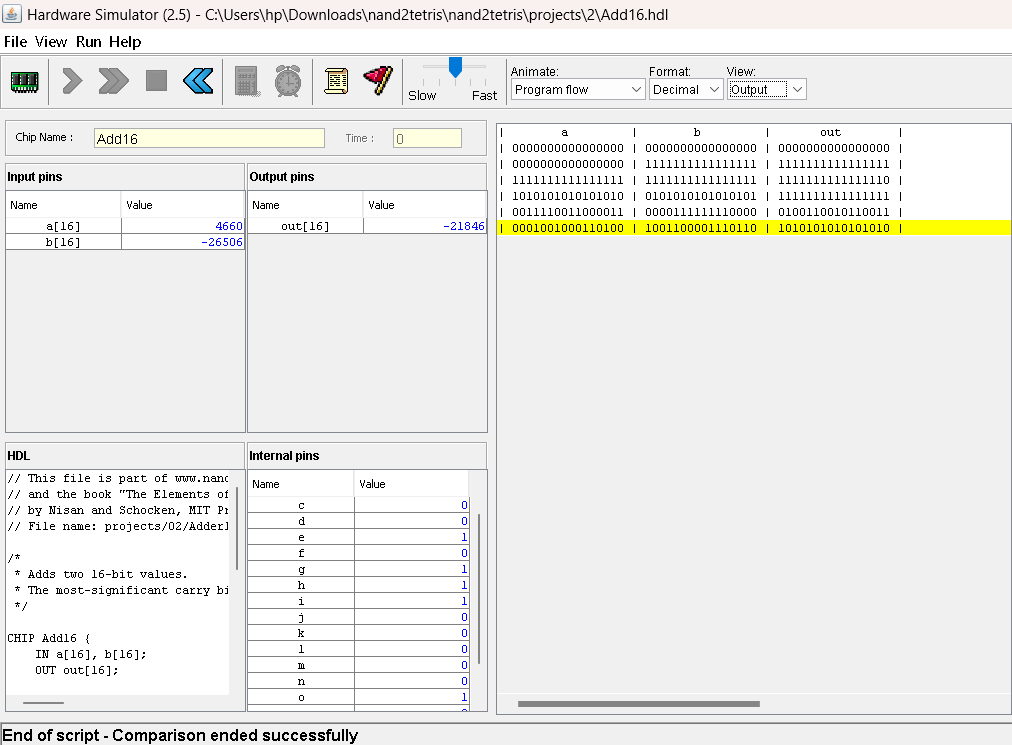 Hardware Simulator (2.5) - C:\Users\hp\Downloads\nand2tetris\nand2tetris\projects\2\Add16.hdl
File View Run Help
Slow Fast
Animate: Format: View:
Program flow Decimal Output
Chip Name : Add16 Time : 0
Input pins
Name Value
a[16] 4660
b[16] -26506
Output pins
Name Value
out[16] -21846
HDL
// This file is part of www.nand
// and the book "The Elements of
// by Nisan and Schocken, MIT Pr
// File name: projects/02/Adder1
/*
* Adds two 16-bit values.
* The most-significant carry bi
*/
CHIP Add16 {
IN a[16], b[16];
OUT out[16];
Internal pins
Name Value
c 0
d 0
e 1
f 0
g 1
h 1
i 1
j 0
k 0
l 0
m 0
n 0
o 1
| a | b | out |
| 0000000000000000 | 0000000000000000 | 0000000000000000 |
| 0000000000000000 | 1111111111111111 | 1111111111111111 |
| 1111111111111111 | 1111111111111111 | 1111111111111110 |
| 1010101010101010 | 0101010101010101 | 1111111111111111 |
| 0011110011000011 | 0000111111110000 | 0100110010110011 |
| 0001001000110100 | 1001100001110110 | 1010101010101010 |
End of script - Comparison ended successfully